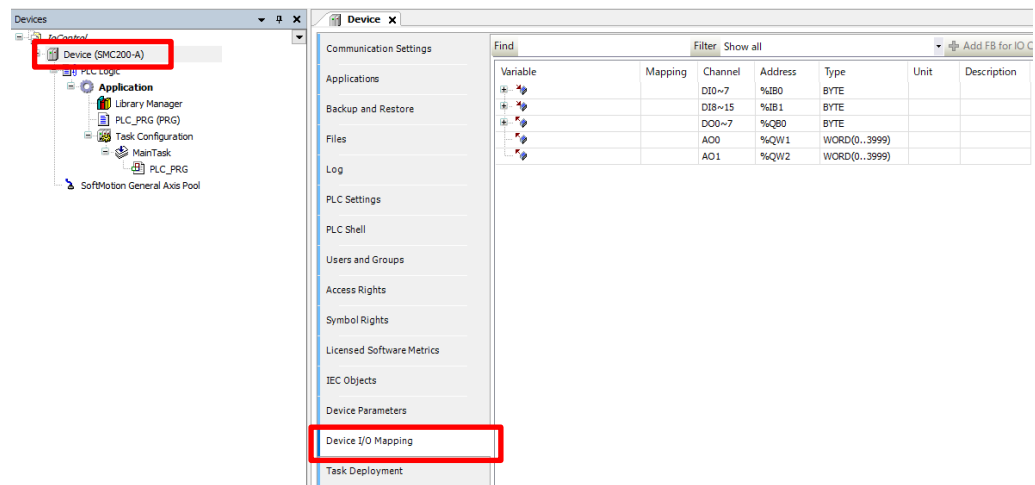 Devices
IoControl
Device (SMC200-A)
PLC Logic
Application
Library Manager
PLC_PRG (PRG)
Task Configuration
MainTask
PLC_PRG
SoftMotion General Axis Pool
Device
Communication Settings
Applications
Backup and Restore
Files
Log
PLC Settings
PLC Shell
Users and Groups
Access Rights
Symbol Rights
Licensed Software Metrics
IEC Objects
Device Parameters
Device I/O Mapping
Task Deployment
Find Filter Show all Add FB for IO C
Variable Mapping Channel Address Type Unit Description
DI0~7 %IB0 BYTE
DI8~15 %IB1 BYTE
DO0~7 %QB0 BYTE
AO0 %QW1 WORD(0..3999)
AO1 %QW2 WORD(0..3999)